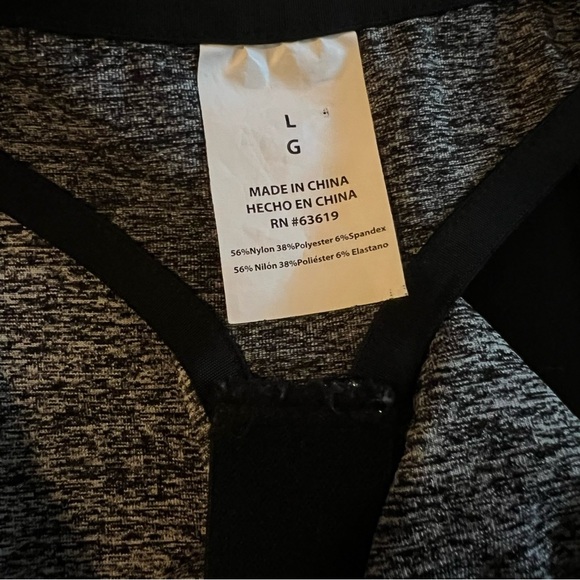 L
G
MADE IN CHINA
HECHO EN CHINA
RN #63619
56%Nylon 38%Polyester 6%Spandex
56% Nilón 38%Poliéster 6% Elastano